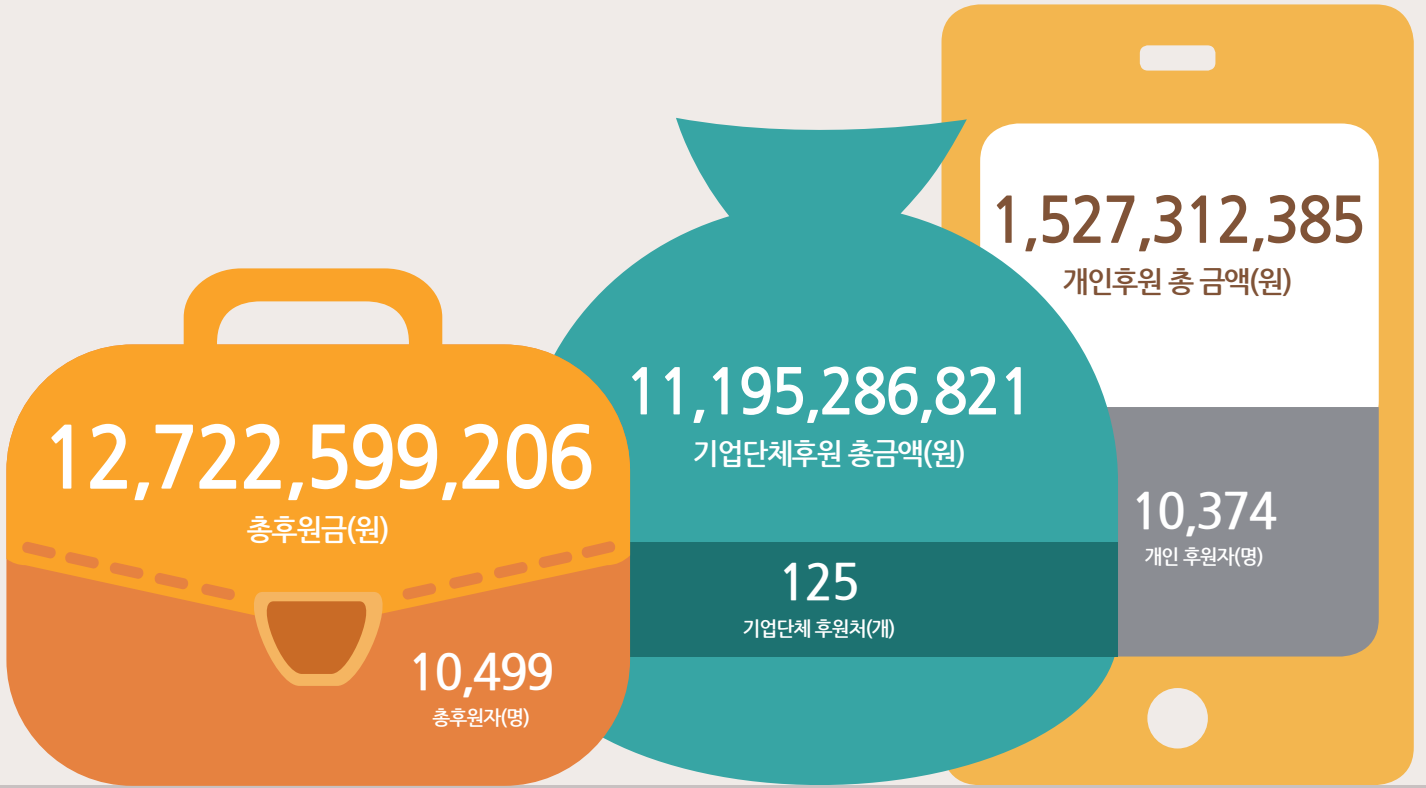 12,722,599,206
총후원금(원)
10,499
총후원자(명)
11,195,286,821
기업단체후원 총금액(원)
125
기업단체 후원처(개)
1,527,312,385
개인후원 총 금액(원)
10,374
개인 후원자(명)